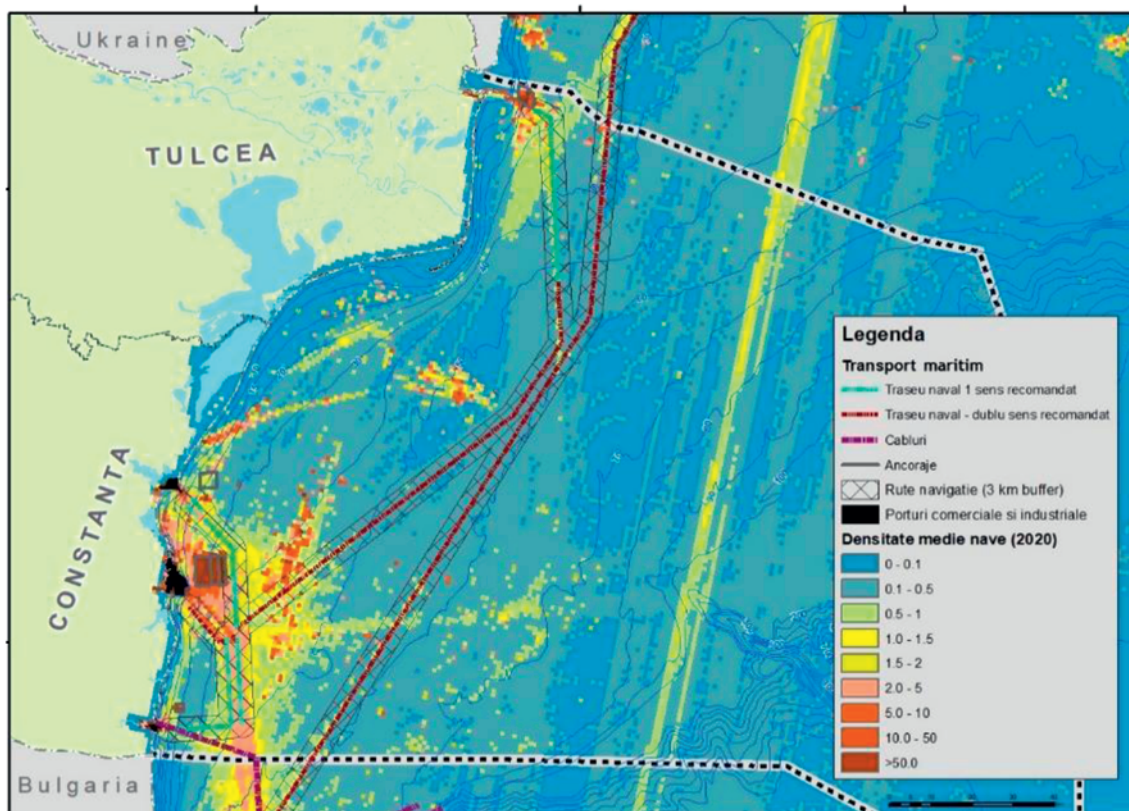 Ukraine
TULCEA
CONSTANTA
Bulgaria
Legenda
Transport maritim
Traseu naval 1 sens recomandat
Traseu naval - dublu sens recomandat
Cabluri
Ancoraje
Rute navigatie (3 km buffer)
Porturi comerciale si industriale
Densitate medie nave (2020)
0 - 0.1
0.1 - 0.5
0.5 - 1
1.0 - 1.5
1.5 - 2
2.0 - 5
5.0 - 10
10.0 - 50
>50.0